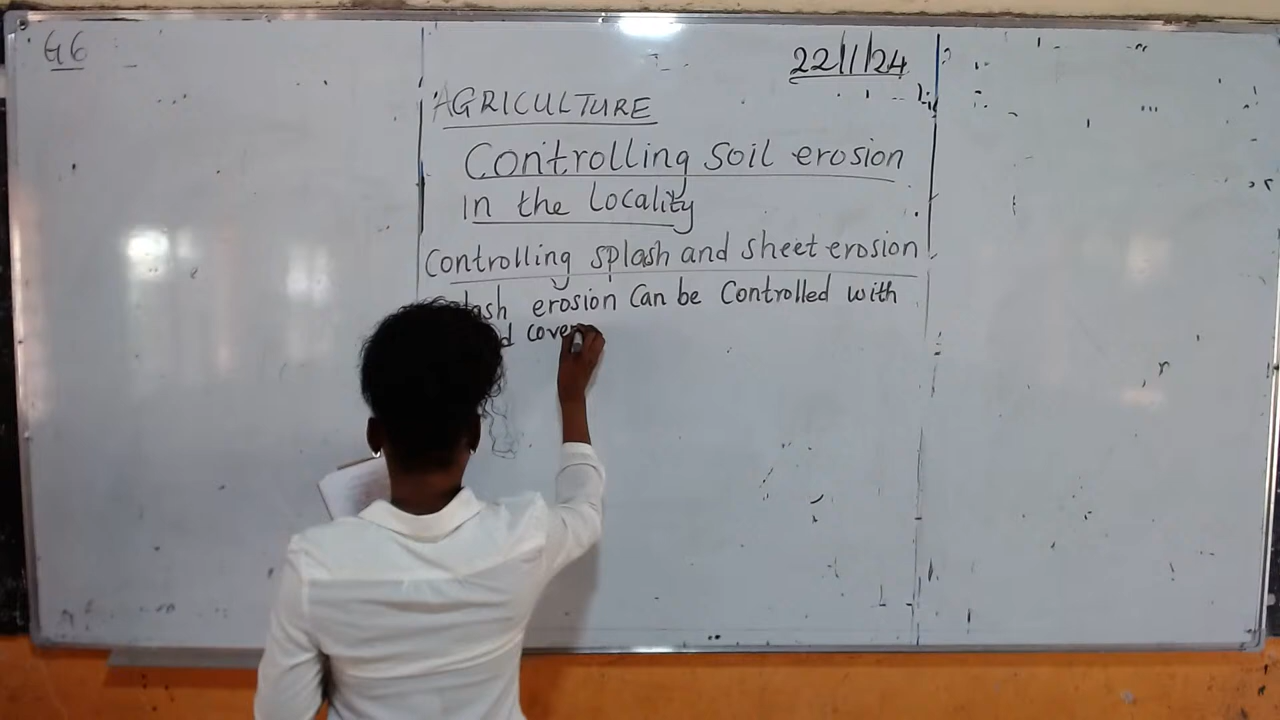 G6
22/1/24
AGRICULTURE
Controlling soil erosion
in the Locality
Controlling splash and sheet erosion
erosion can be controlled with
cover